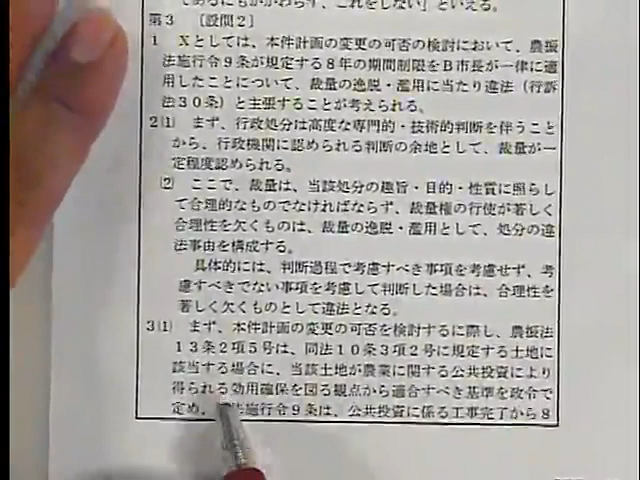 であるにもかかわらず、これをしない」といえる。
第３　〔設問２〕
１　Ｘとしては、本件計画の変更の可否の検討において、農振
法施行令９条が規定する８年の期間制限をＢ市長が一律に適
用したことについて、裁量の逸脱・濫用に当たり違法（行訴
法３０条）と主張することが考えられる。
２⑴　まず、行政処分は高度な専門的・技術的判断を伴うこと
から、行政機関に認められる判断の余地として、裁量が一
定程度認められる。
⑵　ここで、裁量は、当該処分の趣旨・目的・性質に照らし
て合理的なものでなければならず、裁量権の行使が著しく
合理性を欠くものは、裁量の逸脱・濫用として、処分の違
法事由を構成する。
具体的には、判断過程で考慮すべき事項を考慮せず、考
慮すべきでない事項を考慮して判断した場合は、合理性を
著しく欠くものとして違法となる。
３⑴　まず、本件計画の変更の可否を検討するに際し、農振法
１３条２項５号は、同法１０条３項２号に規定する土地に
該当する場合に、当該土地が農業に関する公共投資により
得られる効用確保を図る観点から適合すべき基準を政令で
定め、法施行令９条は、公共投資に係る工事完了から８